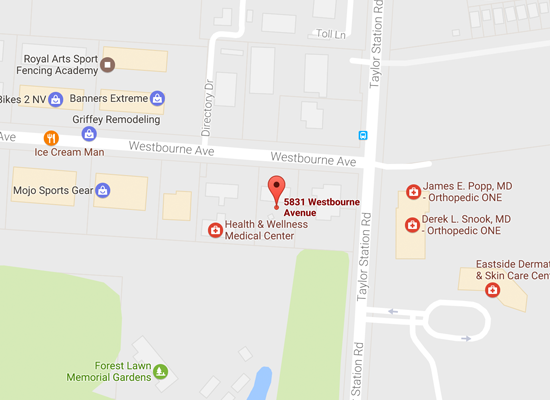 Toll Ln
Taylor Station Rd
Royal Arts Sport
Fencing Academy
Directory Dr
Bikes 2 NV
Banners Extreme
Griffey Remodeling
Ave
Westbourne Ave
Westbourne Ave
Ice Cream Man
Mojo Sports Gear
5831 Westbourne
Avenue
James E. Popp, MD
- Orthopedic ONE
Derek L. Snook, MD
- Orthopedic ONE
Health & Wellness
Medical Center
Taylor Station Rd
Eastside Dermat
& Skin Care Cent
Station Rd
Forest Lawn
Memorial Gardens